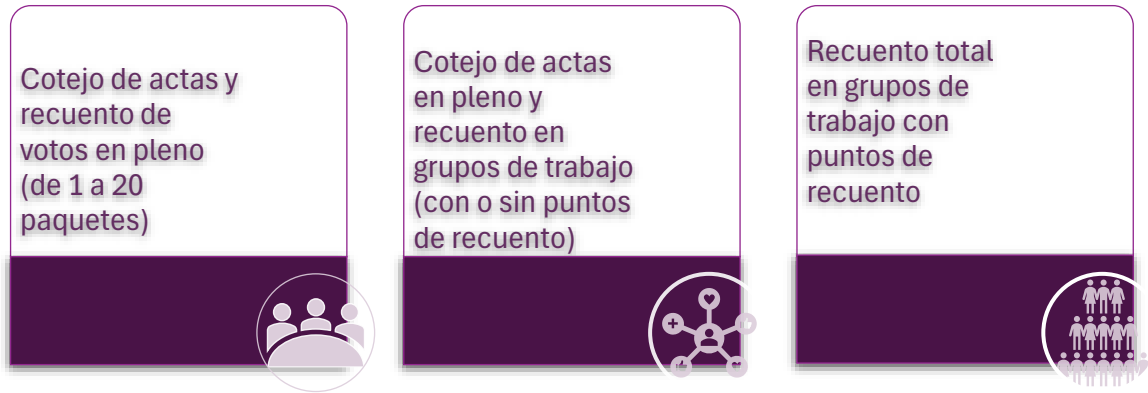 Cotejo de actas y
recuento de
votos en pleno
(de 1 a 20
paquetes)
Cotejo de actas
en pleno y
recuento en
grupos de trabajo
(con o sin puntos
de recuento)
Recuento total
en grupos de
trabajo con
puntos de
recuento